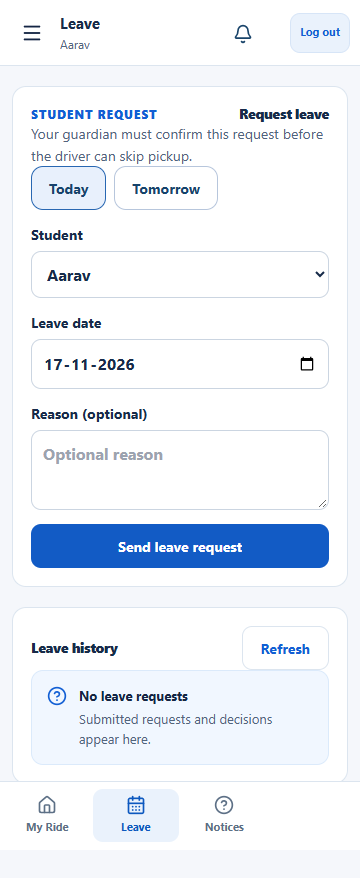 Leave
Aarav
Log out
STUDENT REQUEST
Request leave
Your guardian must confirm this request before
the driver can skip pickup.
Today
Tomorrow
Student
Aarav
Leave date
17-11-2026
Reason (optional)
Optional reason
Send leave request
Leave history
Refresh
No leave requests
Submitted requests and decisions
appear here.
My Ride
Leave
Notices